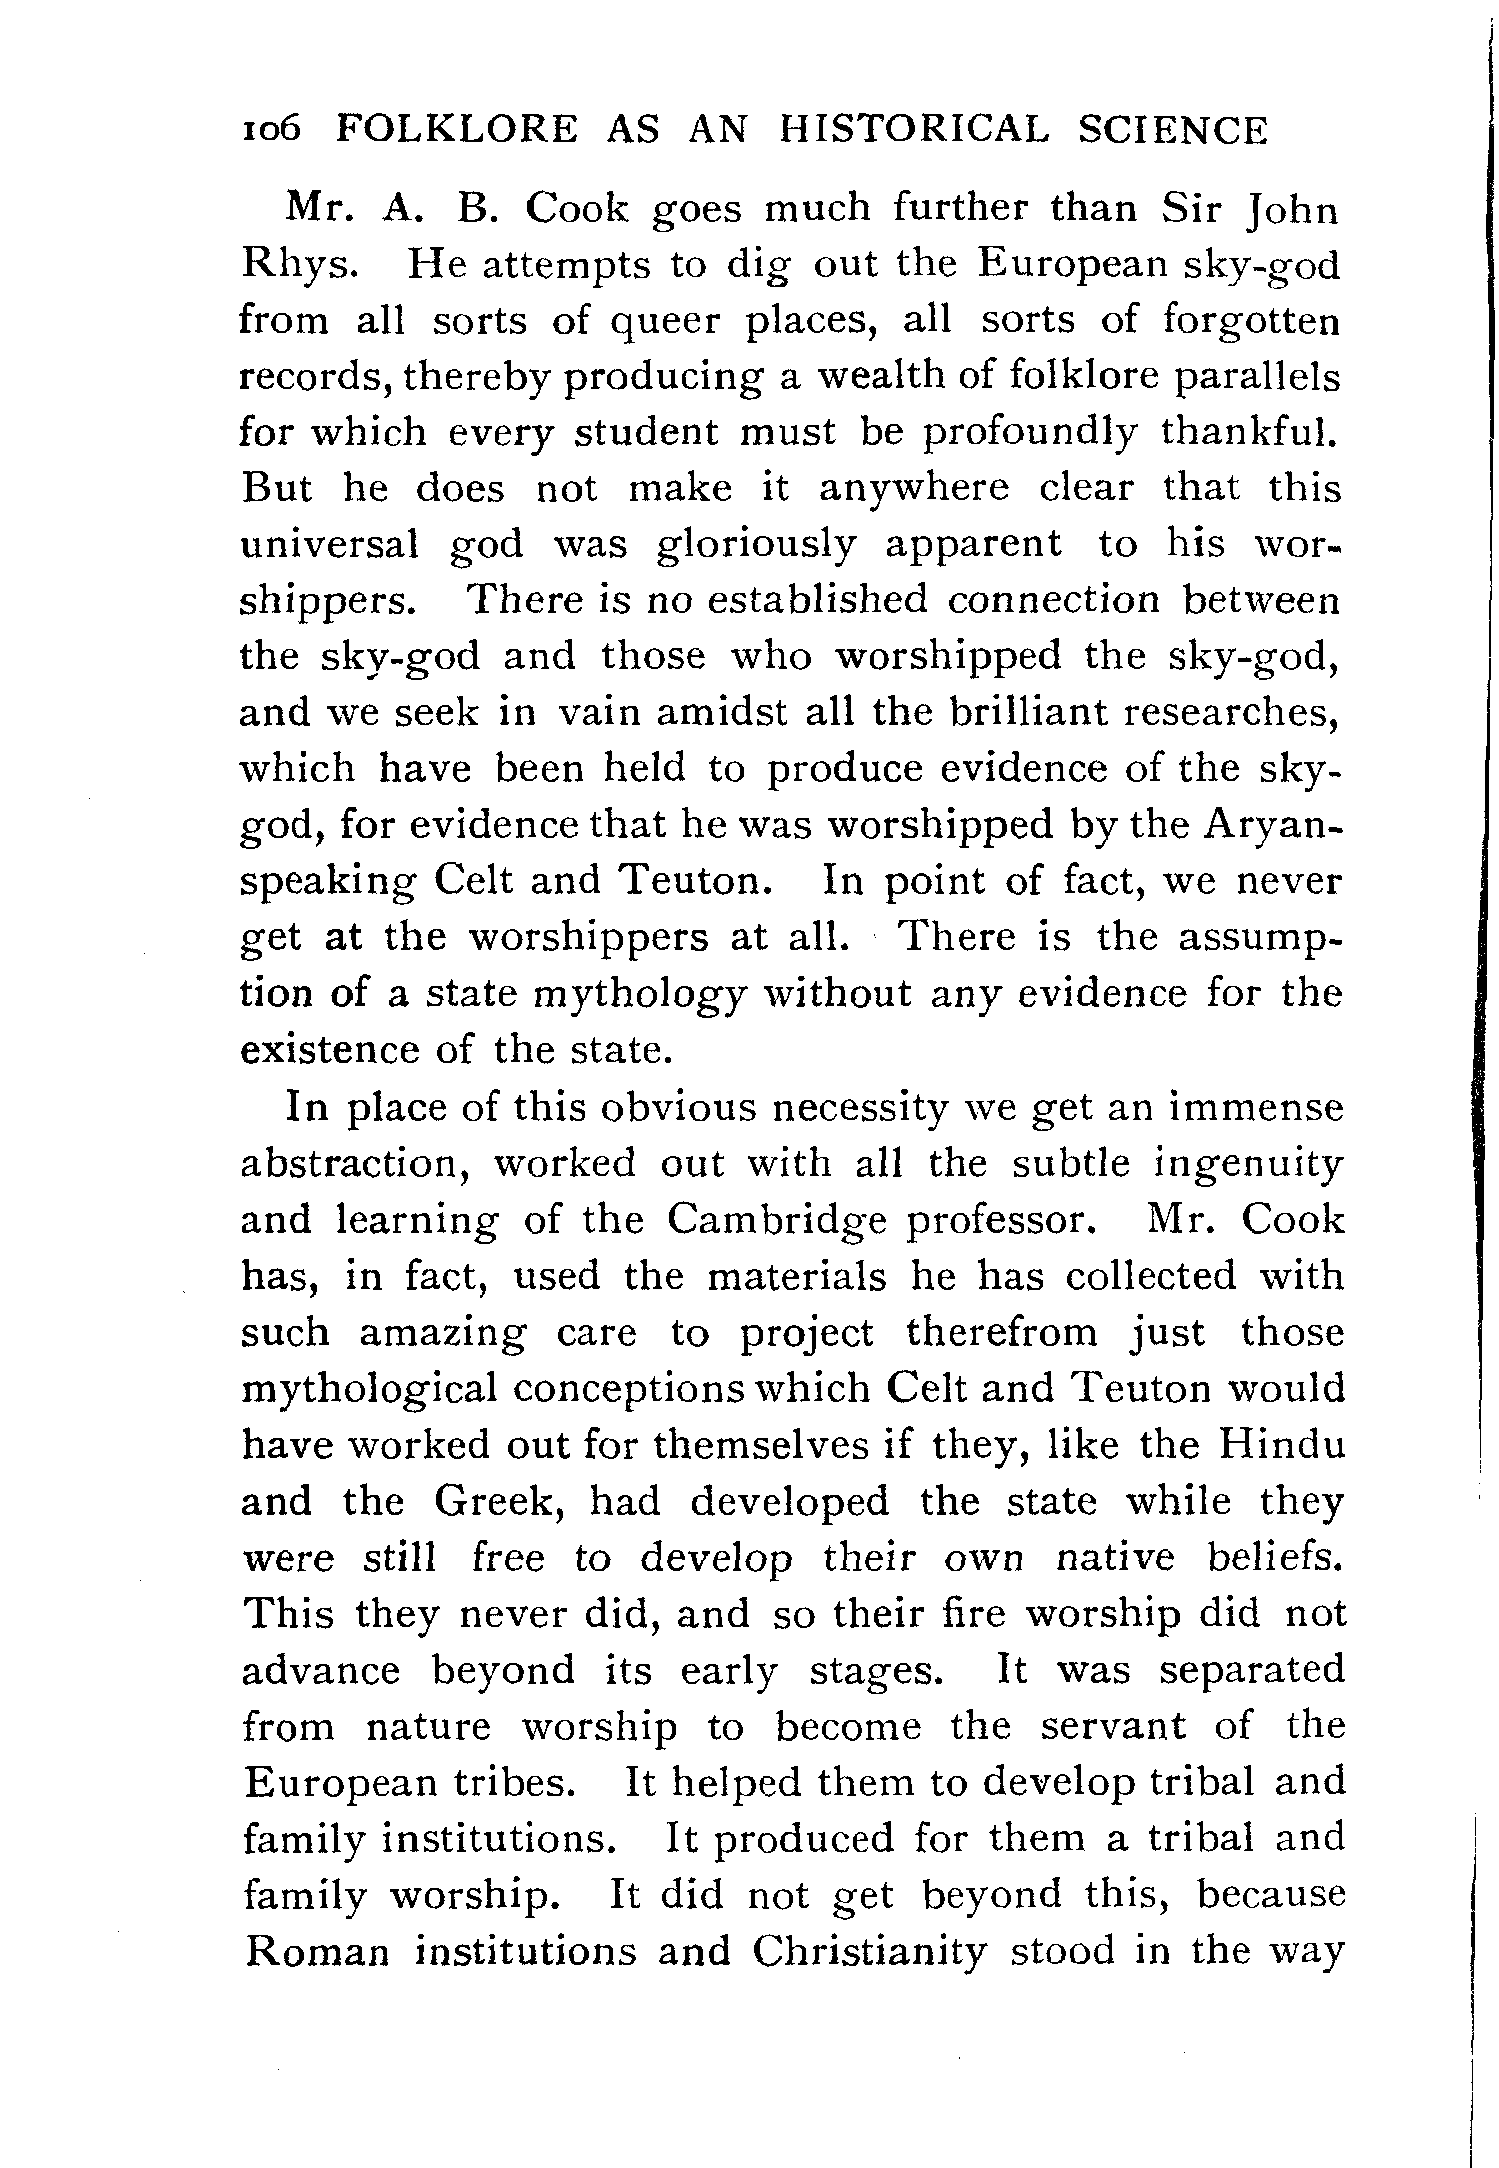 106 FOLKLORE AS AN HISTORICAL SCIENCE
Mr. A. B. Cook goes much further than Sir John
Rhys. He attempts to dig out the European sky-god
from all sorts of queer places, all sorts of forgotten
records, thereby producing a wealth of folklore parallels
for which every student must be profoundly thankful.
But he does not make it anywhere clear that this
universal god was gloriously apparent to his wor-
shippers. There is no established connection between
the sky-god and those who worshipped the sky-god,
and we seek in vain amidst all the brilliant researches,
which have been held to produce evidence of the sky-
god, for evidence that he was worshipped by the Aryan-
speaking Celt and Teuton. In point of fact, we never
get at the worshippers at all. There is the assump-
tion of a state mythology without any evidence for the
existence of the state.
In place of this obvious necessity we get an immense
abstraction, worked out with all the subtle ingenuity
and learning of the Cambridge professor. Mr. Cook
has, in fact, used the materials he has collected with
such amazing care to project therefrom just those
mythological conceptions which Celt and Teuton would
have worked out for themselves if they, like the Hindu
and the Greek, had developed the state while they
were still free to develop their own native beliefs.
This they never did, and so their fire worship did not
advance beyond its early stages. It was separated
from nature worship to become the servant of the
European tribes. It helped them to develop tribal and
family institutions. It produced for them a tribal and
family worship. It did not get beyond this, because
Roman institutions and Christianity stood in the way